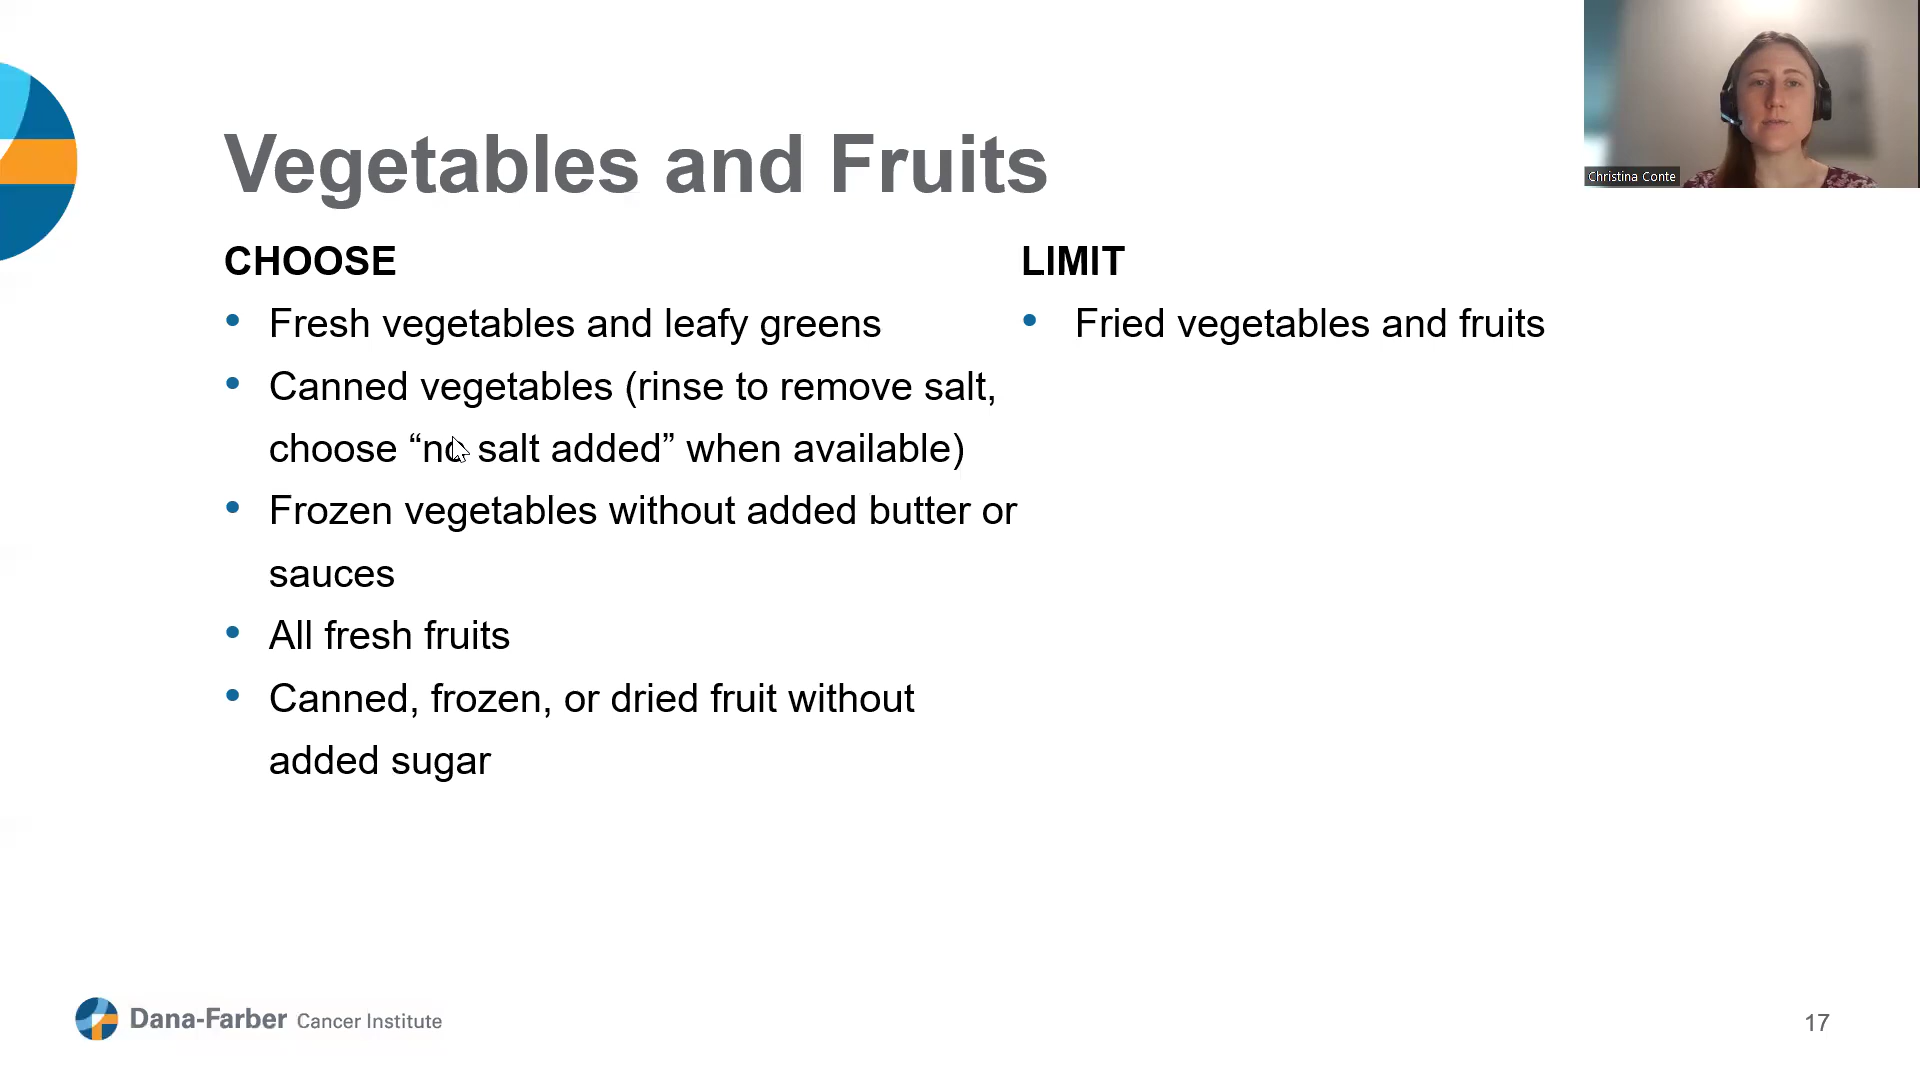 Christina Conte
Vegetables and Fruits
CHOOSE
• Fresh vegetables and leafy greens
• Canned vegetables (rinse to remove salt,
choose “no salt added” when available)
• Frozen vegetables without added butter or
sauces
• All fresh fruits
• Canned, frozen, or dried fruit without
added sugar
LIMIT
• Fried vegetables and fruits
Dana-Farber Cancer Institute
17